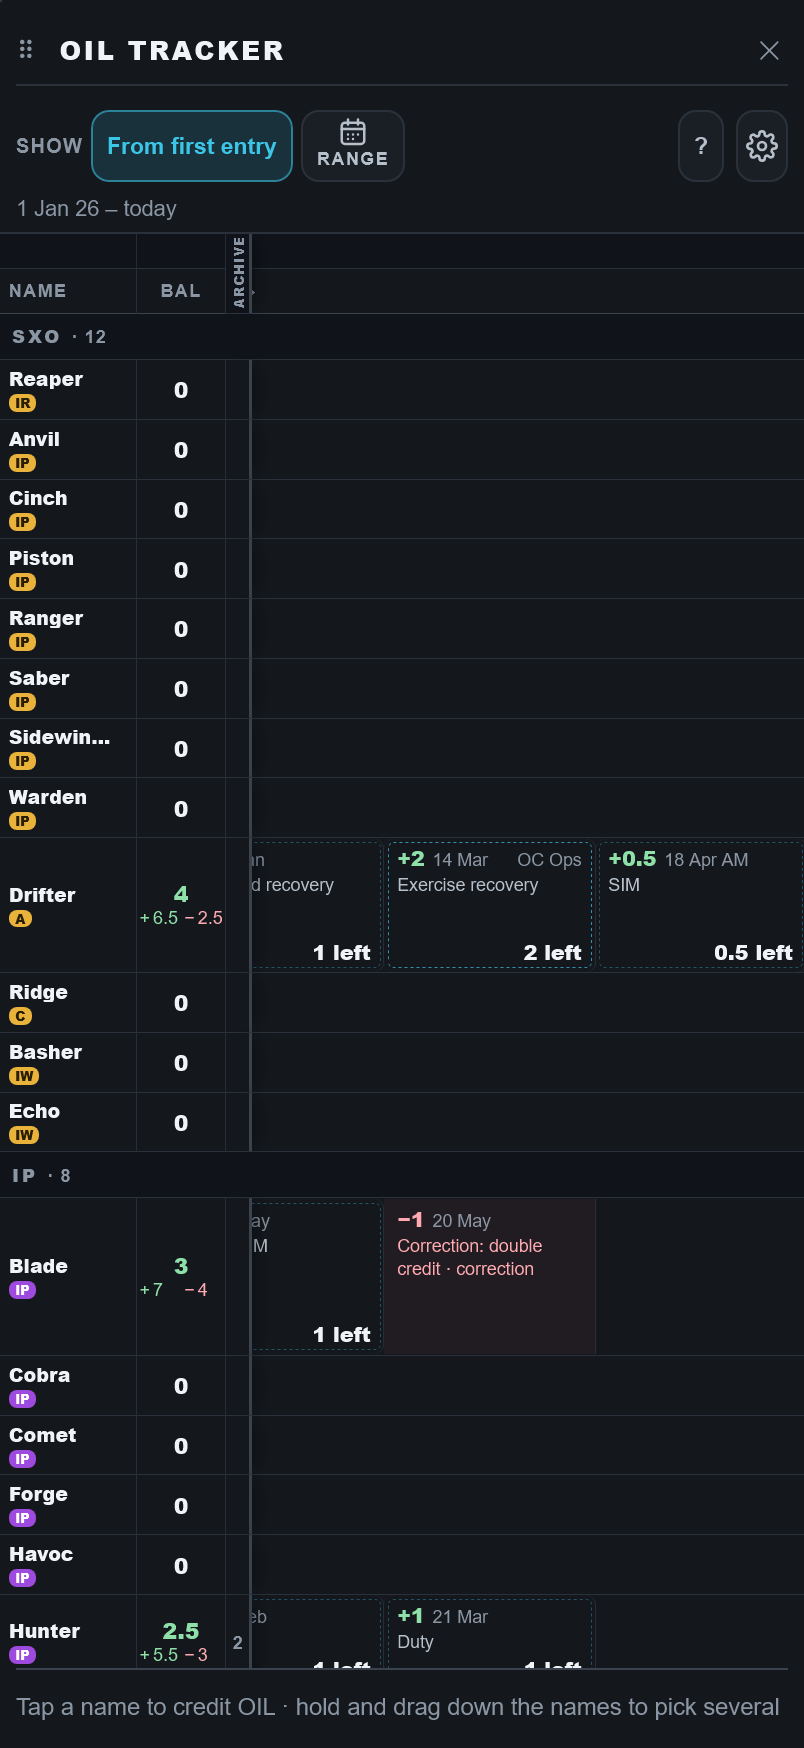 OIL TRACKER
SHOW From first entry RANGE ?
1 Jan 26 – today
NAME BAL ARCHIVE
SXO · 12
Reaper 0
IR
Anvil 0
IP
Cinch 0
IP
Piston 0
IP
Ranger 0
IP
Saber 0
IP
Sidewin... 0
IP
Warden 0
IP
+2 14 Mar OC Ops +0.5 18 Apr AM
d recovery Exercise recovery SIM
Drifter 4
A +6.5 −2.5
1 left 2 left 0.5 left
Ridge 0
C
Basher 0
IW
Echo 0
IW
IP · 8
ay −1 20 May
M Correction: double
credit · correction
Blade 3
IP +7 −4
1 left
Cobra 0
IP
Comet 0
IP
Forge 0
IP
Havoc 0
IP
eb +1 21 Mar
Hunter 2.5 Duty
IP +5.5 −3 2
1 left 1 left
Tap a name to credit OIL · hold and drag down the names to pick several